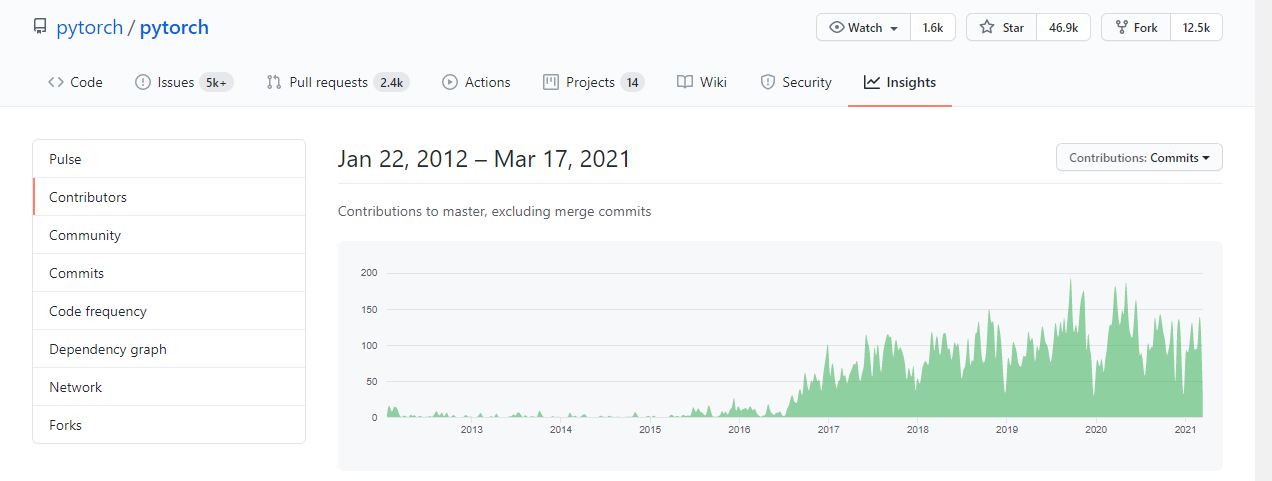 pytorch / pytorch
Watch 1.6k Star 46.9k Fork 12.5k
Code Issues 5k+ Pull requests 2.4k Actions Projects 14 Wiki Security Insights
Pulse
Contributors
Community
Commits
Code frequency
Dependency graph
Network
Forks
Jan 22, 2012 – Mar 17, 2021
Contributions: Commits
Contributions to master, excluding merge commits
200
150
100
50
0
2013 2014 2015 2016 2017 2018 2019 2020 2021